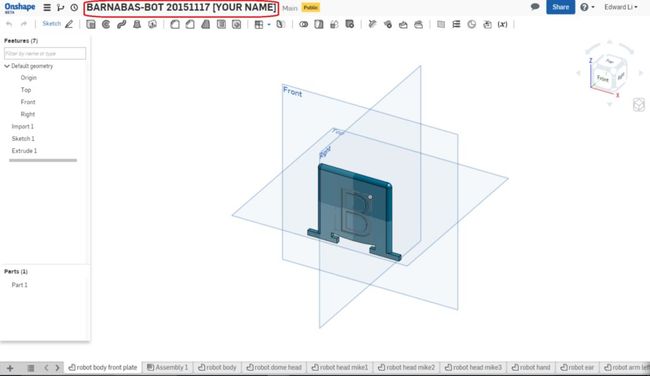 Onshape
BETA
BARNABAS-BOT 20151117 [YOUR NAME]
Main
Public
Share
?
Edward Li
Sketch
(x)
Features (7)
Filter by name or type
Default geometry
Origin
Top
Front
Right
Import 1
Sketch 1
Extrude 1
Parts (1)
Part 1
Front
Top
B
Z
Top
Front
X
robot body front plate
Assembly 1
robot body
robot dome head
robot head mike1
robot head mike2
robot head mike3
robot hand
robot ear
robot arm left